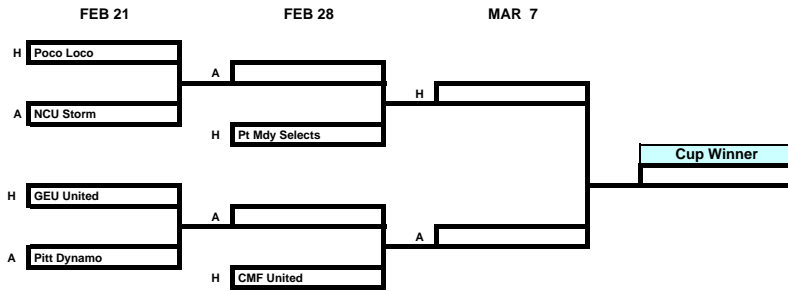 FEB 21 FEB 28 MAR 7
H Poco Loco
A
H
A NCU Storm
H Pt Mdy Selects
Cup Winner
H GEU United
A
A
A Pitt Dynamo
H CMF United